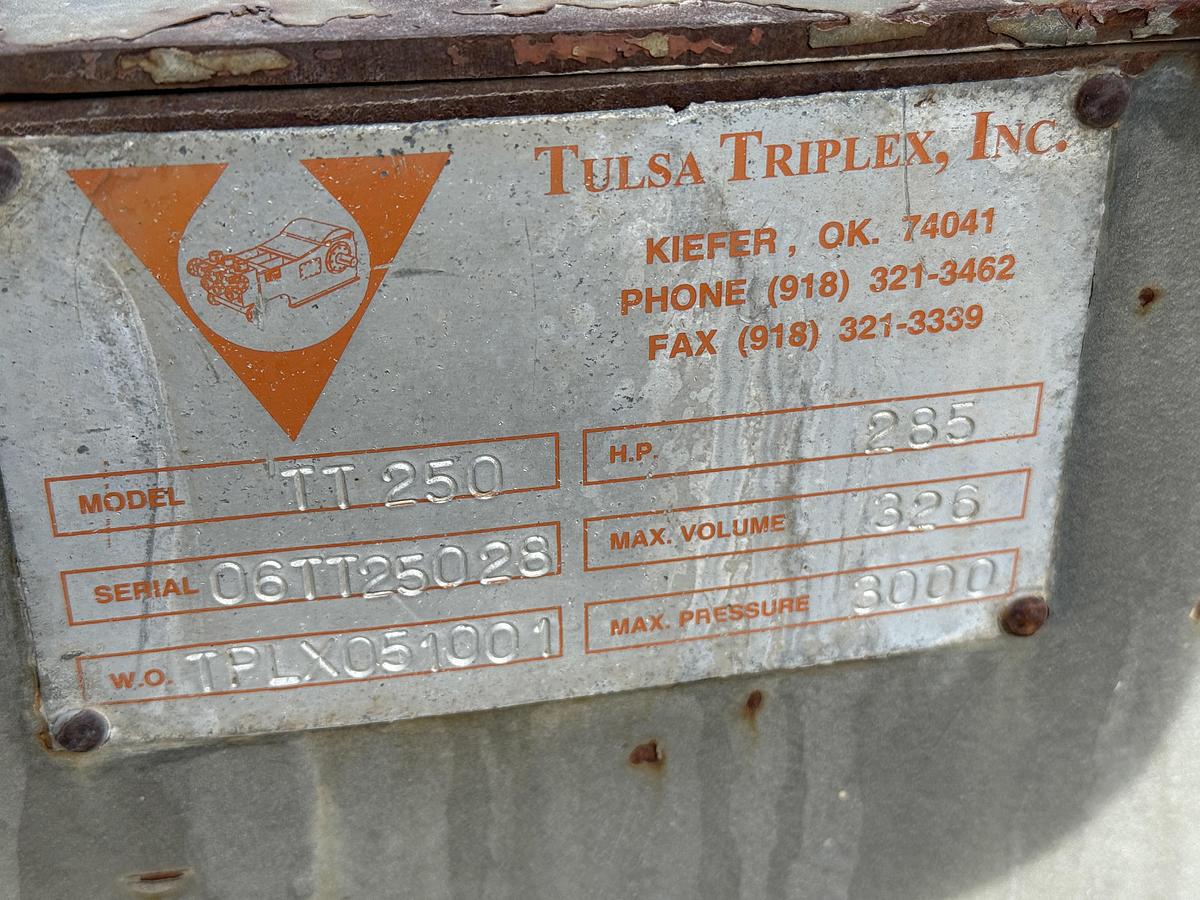 TULSA TRIPLEX, INC.
KIEFER, OK. 74041
PHONE (918) 321-3462
FAX (918) 321-3339
MODEL TT 250
H.P. 285
SERIAL 06TT25028
MAX. VOLUME 326
W.O. TPLX051001
MAX. PRESSURE 3000